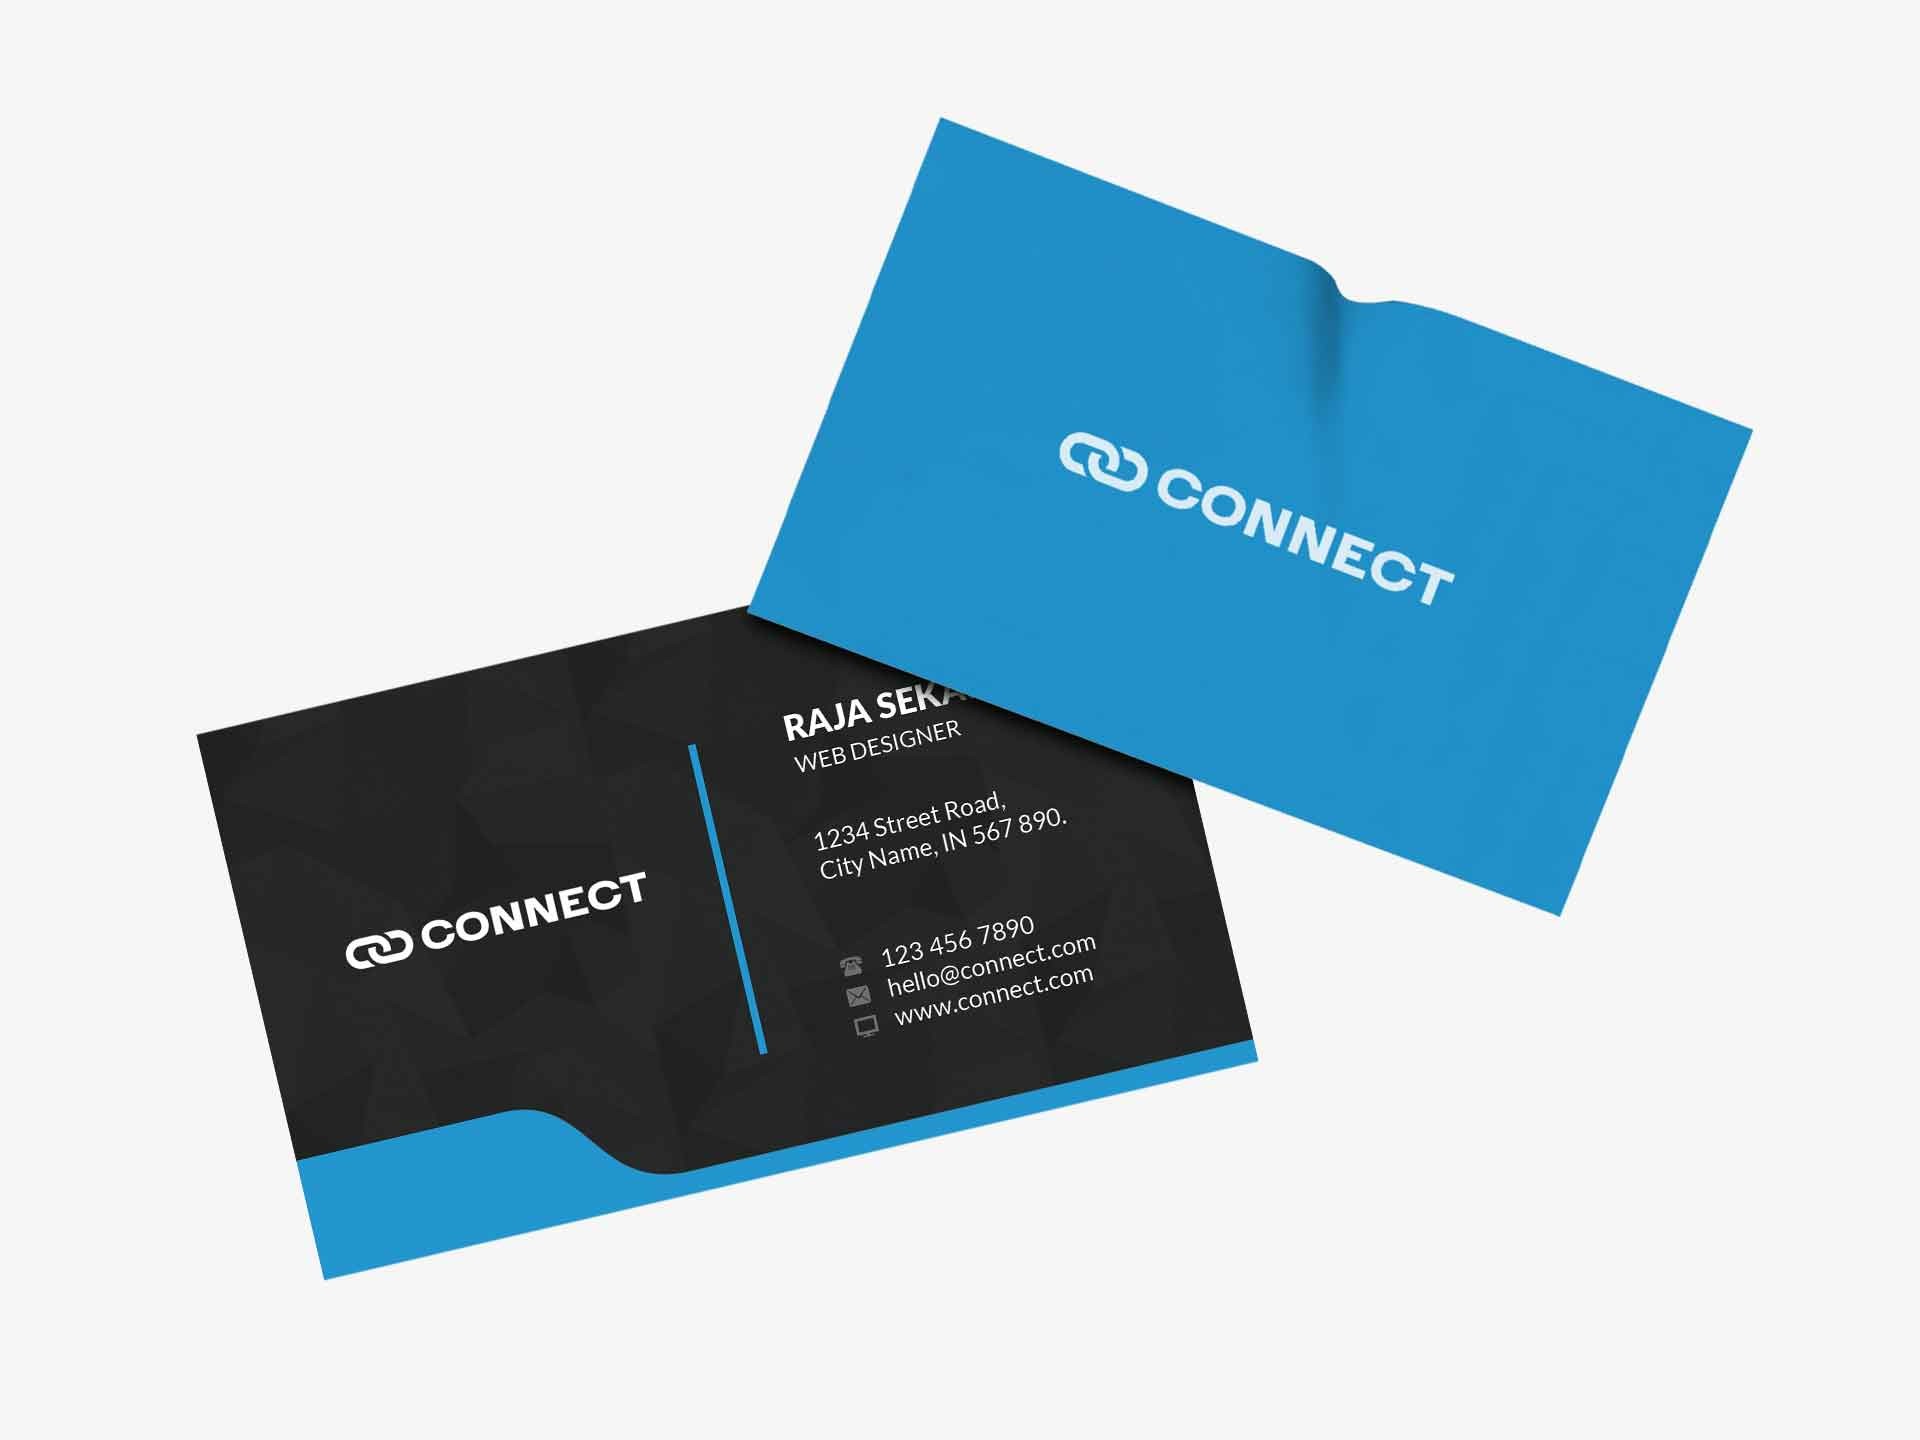 CONNECT
CONNECT
RAJA
WEB DESIGNER
1234 Street Road,
City Name, IN 567 890.
123 456 7890
hello@connect.com
www.connect.com